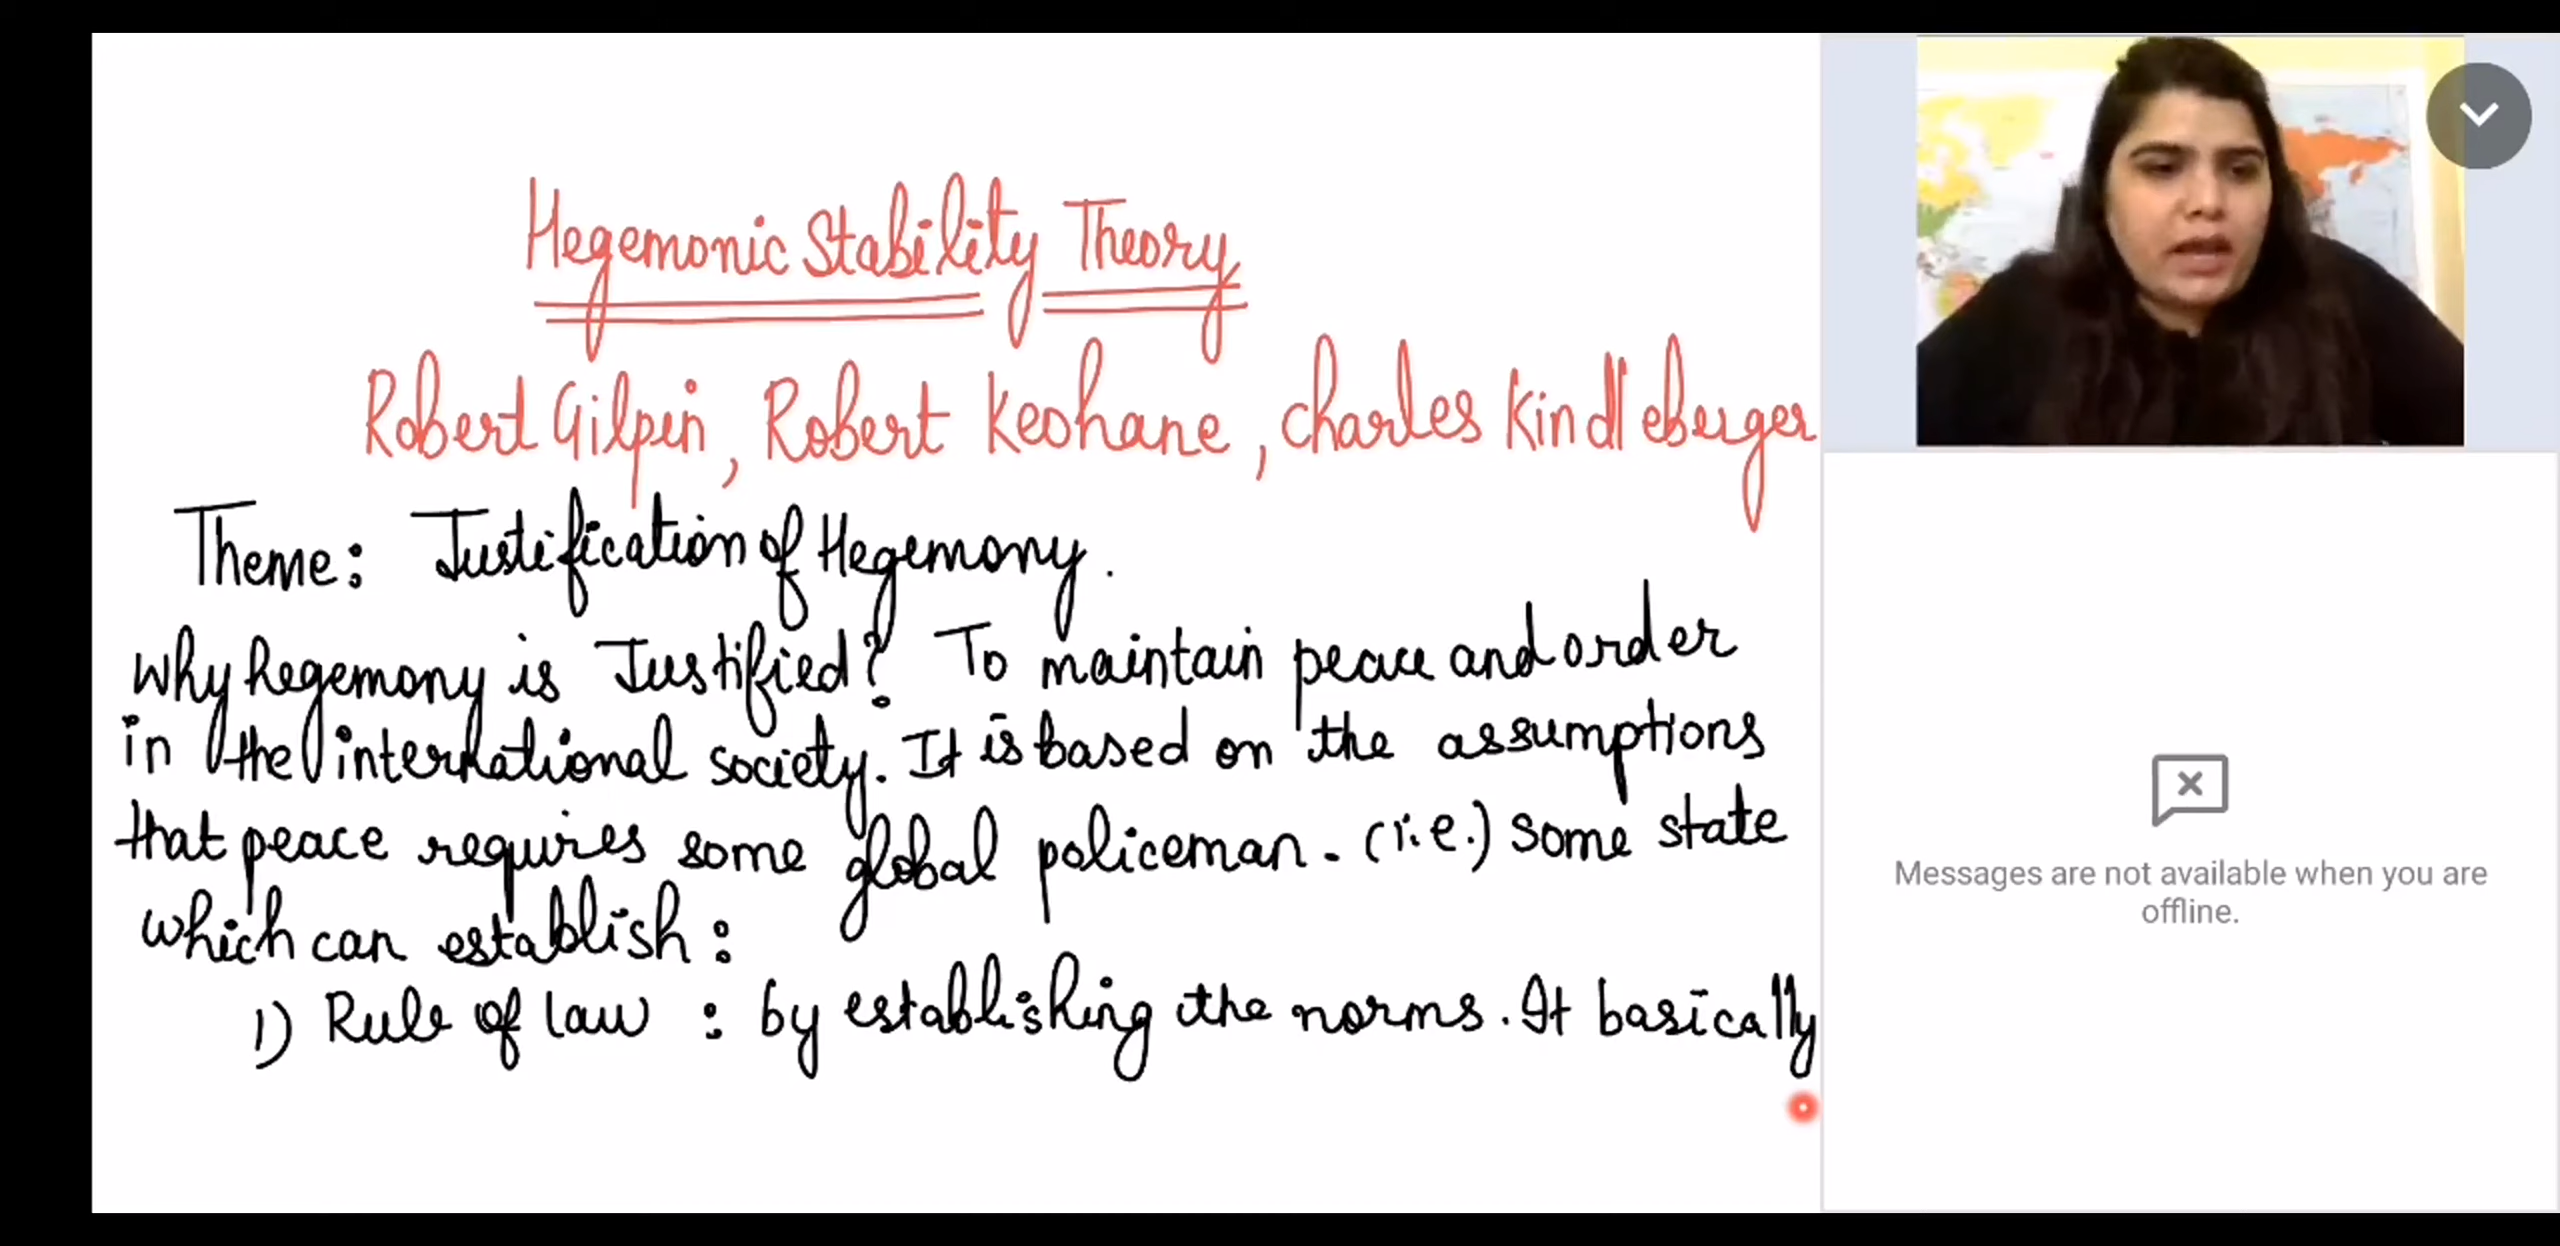 Hegemonic Stability Theory
Robert Gilpin, Robert Keohane, Charles Kindleberger
Theme: Justification of Hegemony.
Why hegemony is Justified? To maintain peace and order
in the international society. It is based on the assumptions
that peace requires some global policeman. (i.e.) Some state
which can establish:
1) Rule of law : by establishing the norms. It basically
Messages are not available when you are
offline.